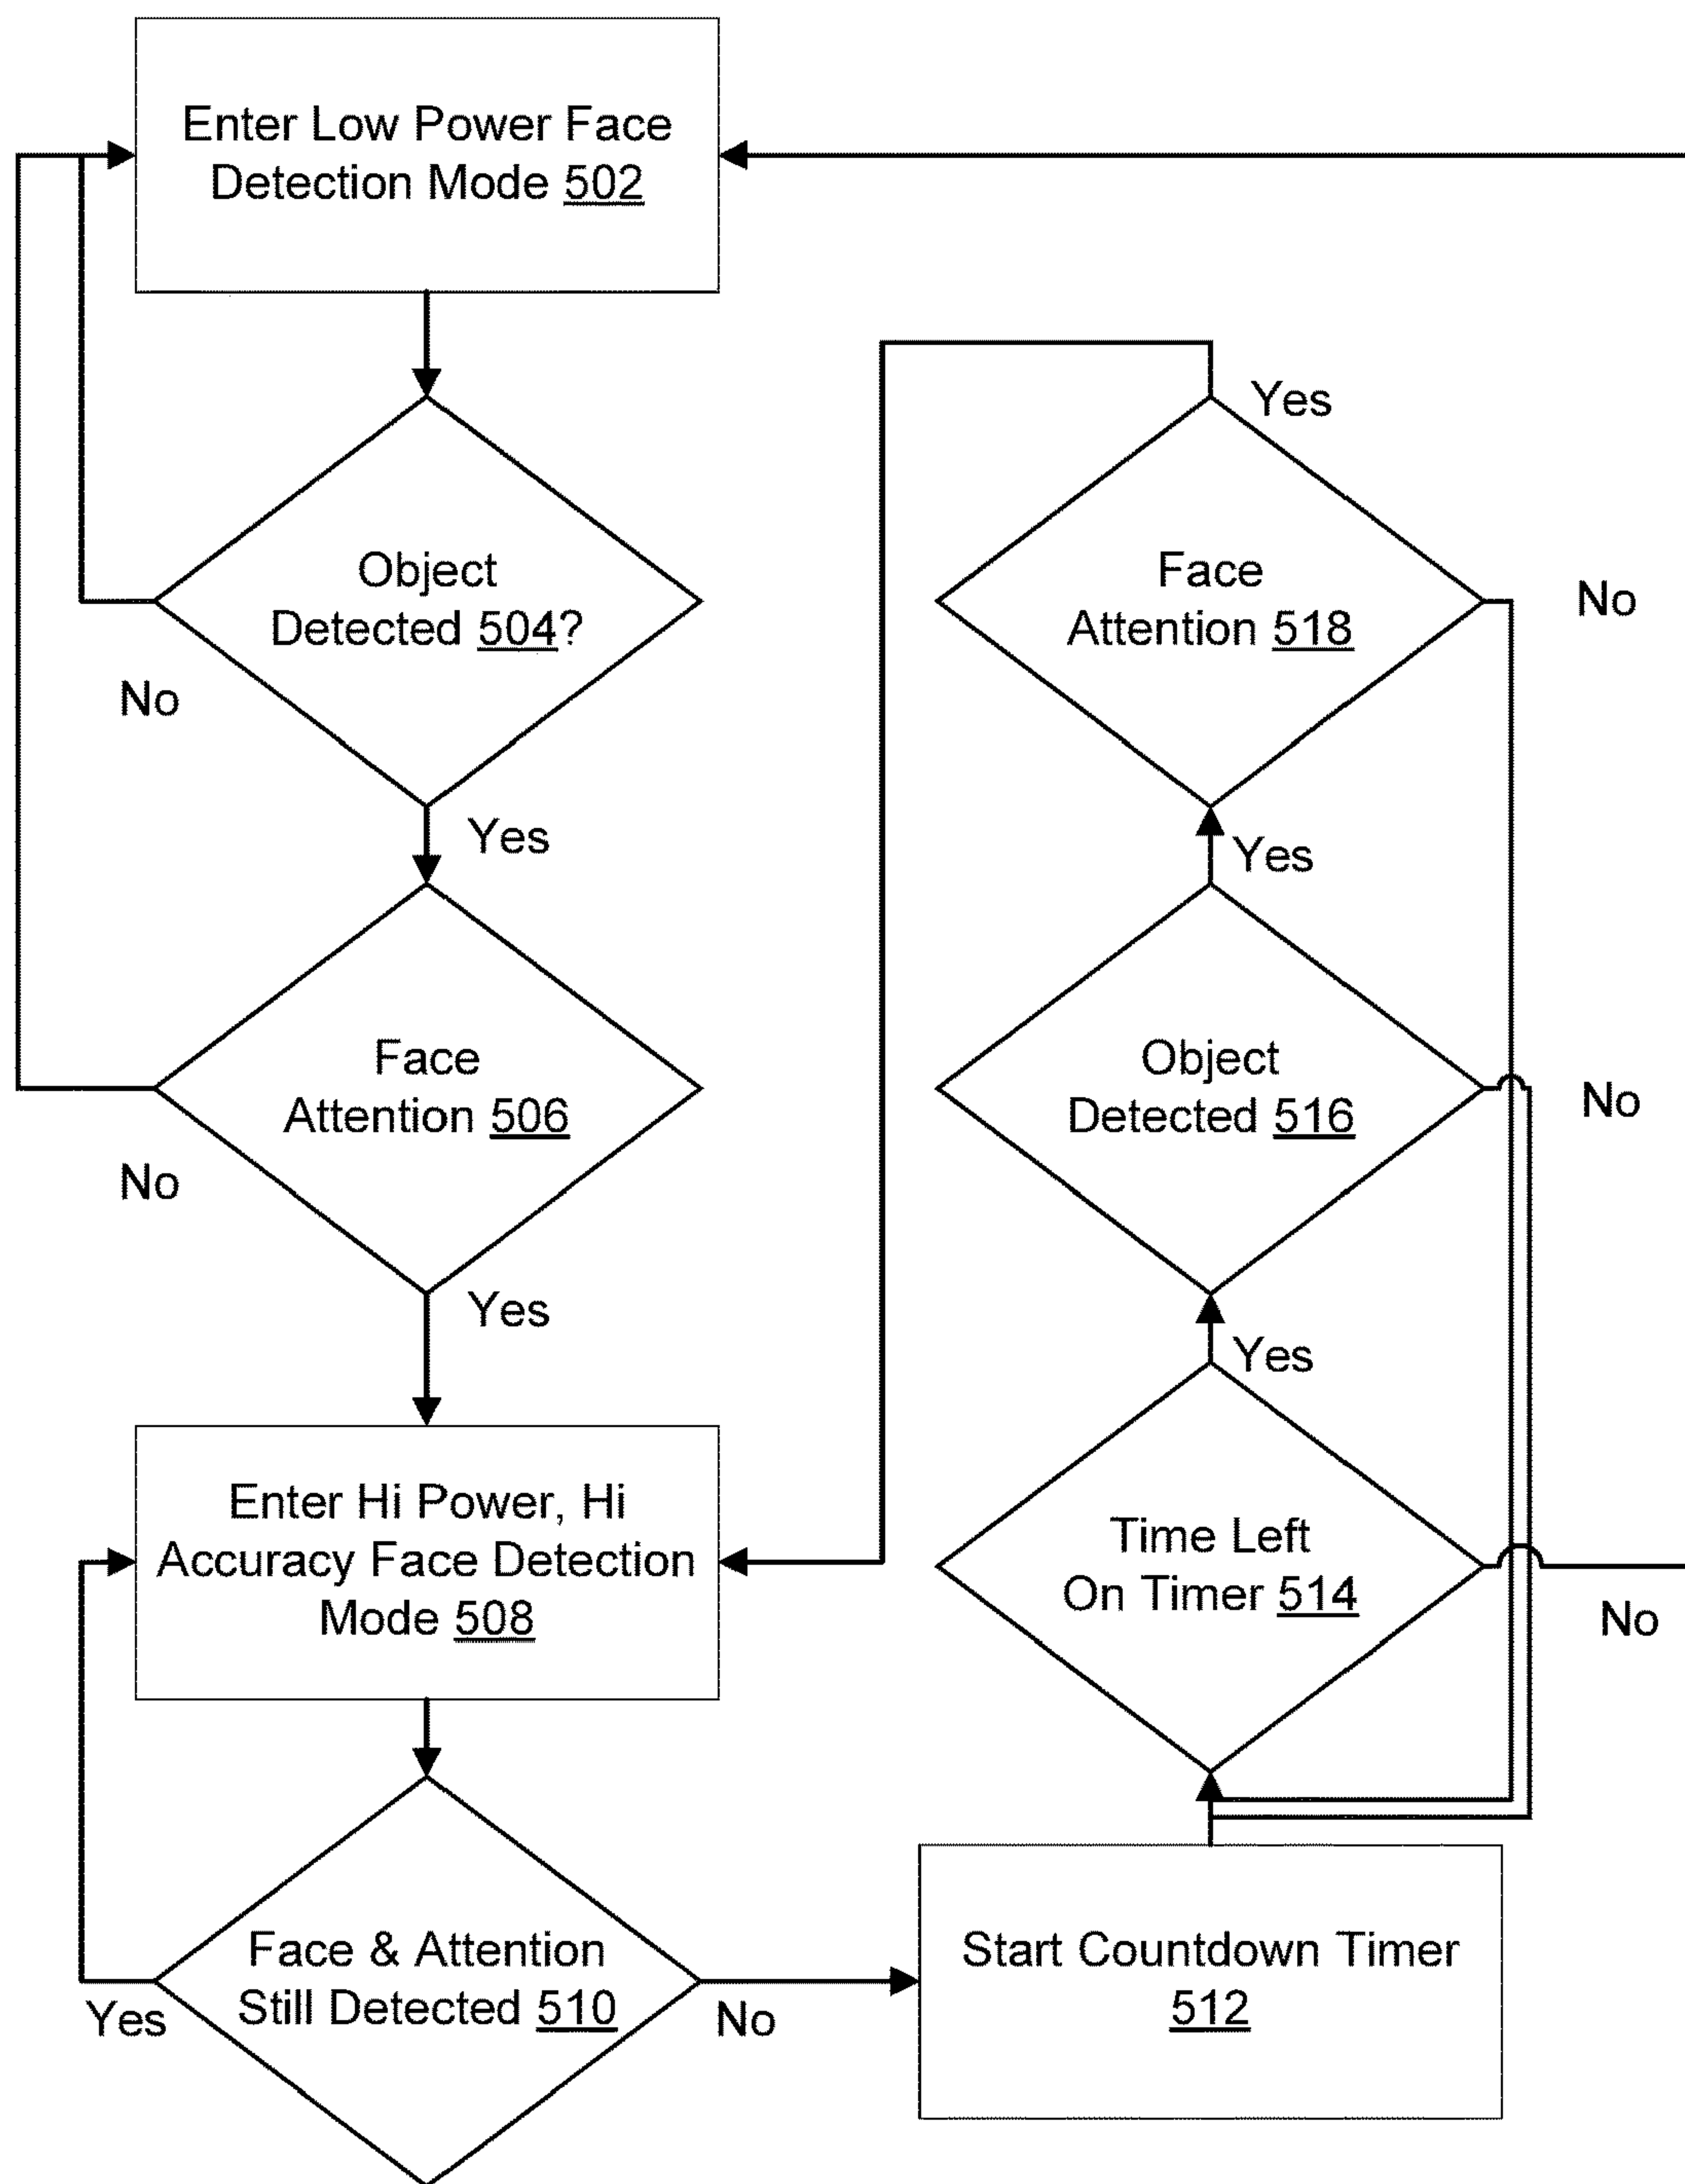 Enter Low Power Face
Detection Mode 502
Object
Detected 504?
No
Yes
Face
Attention 506
No
Yes
Enter Hi Power, Hi
Accuracy Face Detection
Mode 508
Face & Attention
Still Detected 510
Yes
No
Start Countdown Timer
512
Time Left
On Timer 514
No
Yes
Object
Detected 516
No
Yes
Face
Attention 518
No
Yes